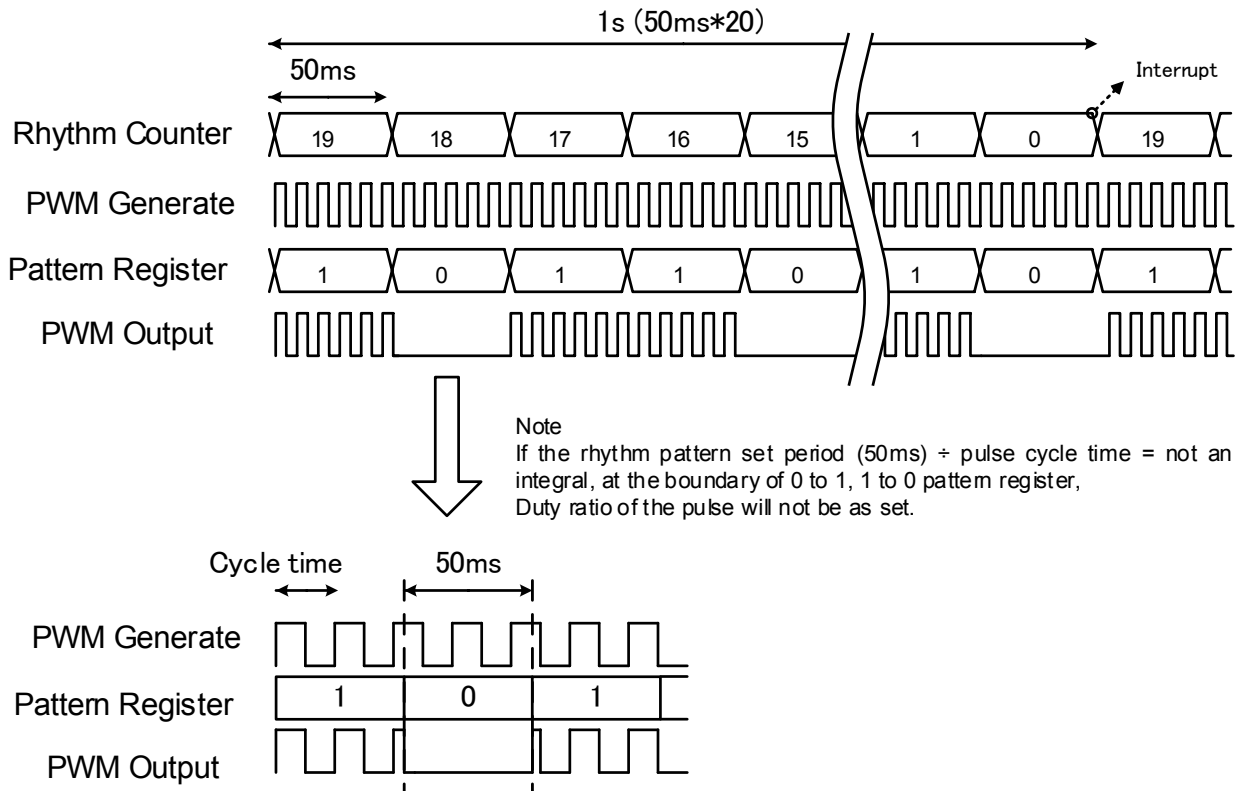 1s (50ms*20)
50ms
Interrupt
Rhythm Counter 19 18 17 16 15 1 0 19
PWM Generate
Pattern Register 1 0 1 1 0 1 0 1
PWM Output
Note
If the rhythm pattern set period (50ms) ÷ pulse cycle time = not an
integral, at the boundary of 0 to 1, 1 to 0 pattern register,
Duty ratio of the pulse will not be as set.
Cycle time 50ms
PWM Generate
Pattern Register 1 0 1
PWM Output